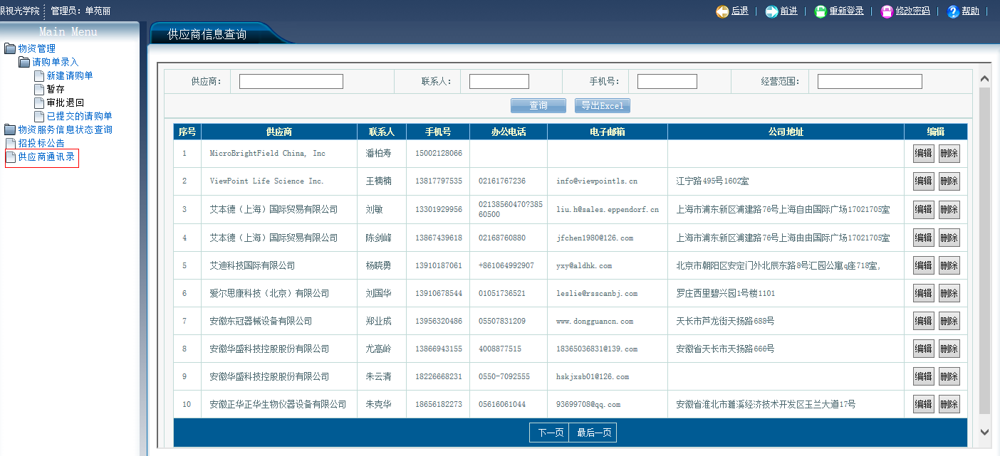 眼视光学院 管理员：单苑丽 后退 前进 重新登录 修改密码 帮助
Main Menu
物资管理
请购单录入
新建请购单
暂存
审批退回
已提交的请购单
物资服务信息状态查询
招投标公告
供应商通讯录
供应商信息查询
供应商： 联系人： 手机号： 经营范围：
查询 导出Excel
序号 供应商 联系人 手机号 办公电话 电子邮箱 公司地址 编辑
1 MicroBrightField China, Inc 潘柏寿 15002128066 编辑 删除
2 ViewPoint Life Science Inc. 王楠楠 13817797535 02161767236 info@viewpointls.cn 江宁路495号1602室 编辑 删除
3 艾本德（上海）国际贸易有限公司 刘敏 13301929956 0213856047​0?385 liu.h@sales.eppendorf.cn 上海市浦东新区浦建路76号上海自由国际广场17021705室 编辑 删除
60500
4 艾本德（上海）国际贸易有限公司 陈剑峰 13867439618 02168760880 jfchen1980@126.com 上海市浦东新区浦建路76号上海由由国际广场17021705室 编辑 删除
5 艾迪科技国际有限公司 杨晓勇 13910187061 +861064992907 yxy@aldhk.com 北京市朝阳区安定门外北辰东路8号汇园公寓q座718室, 编辑 删除
6 爱尔思康科技（北京）有限公司 刘国华 13910678544 01051736521 leslie@rsscanbj.com 罗庄西里碧兴园1号楼1101 编辑 删除
7 安徽东冠器械设备有限公司 郑业成 13956320486 05507831209 www.dongguancn.com 天长市芦龙街天扬路688号 编辑 删除
8 安徽华盛科技控股股份有限公司 尤高岭 13866943155 4008877515 18365036831@139.com 安徽省天长市天扬路666号 编辑 删除
9 安徽华盛科技控股股份有限公司 朱云清 18226668231 0550-7092555 hskjxsb01@126.com 编辑 删除
10 安徽正华正华生物仪器设备有限公司 朱克华 18656182273 05616061044 93699708@qq.com 安徽省淮北市濉溪经济技术开发区玉兰大道17号 编辑 删除
下一页 最后一页